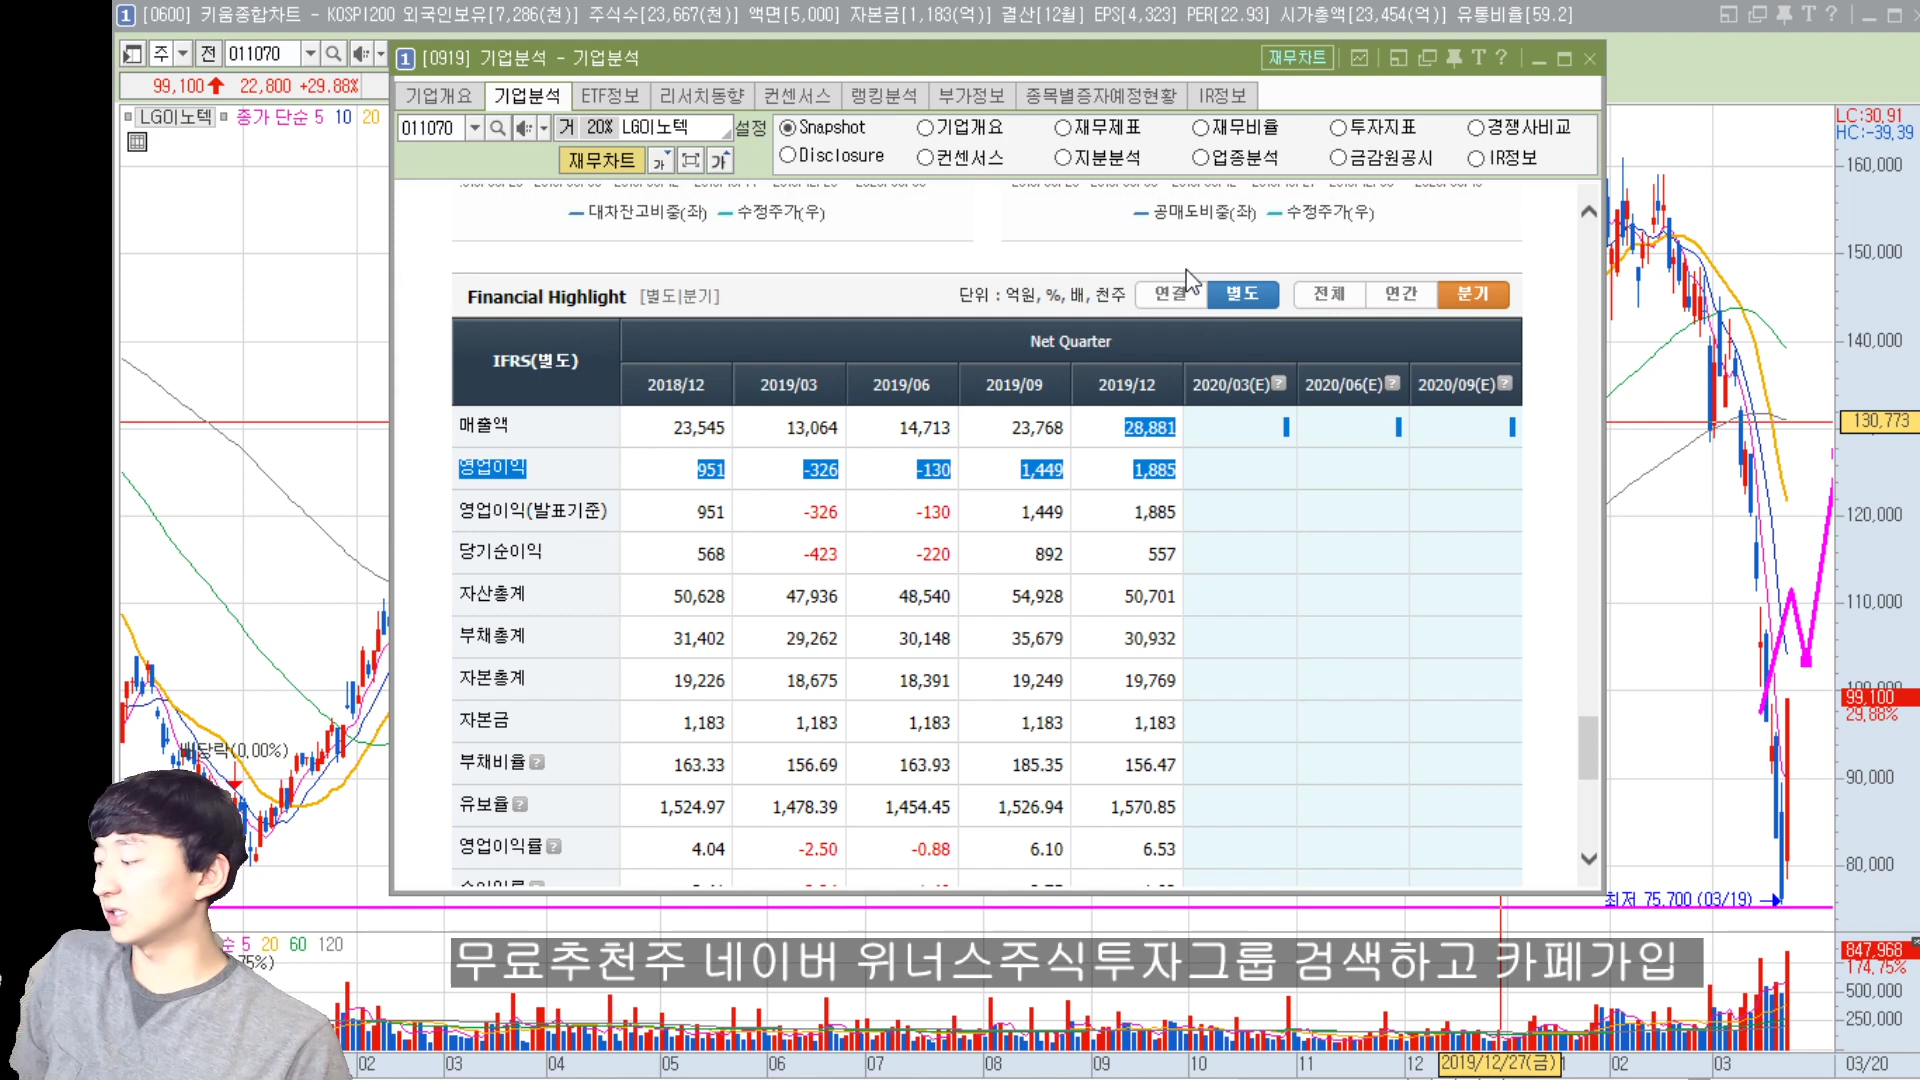 1 [0600] 키움종합차트 - KOSPI200 외국인보유[7,286(천)] 주식수[23,667(천)] 액면[5,000] 자본금[1,183(억)] 결산[12월] EPS[4,323] PER[22.93] 시가총액[23,454(억)] 유통비율[59.2]
주 전 011070
99,100 22,800 +29.88%
LG이노텍 종가 단순 5 10 20
1 [0919] 기업분석 - 기업분석 재무차트
기업개요 기업분석 ETF정보 리서치동향 컨센서스 랭킹분석 부가정보 종목별증자예정현황 IR정보
011070 거 20% LG이노텍 설정 Snapshot 기업개요 재무제표 재무비율 투자지표 경쟁사비교
재무차트 가 가 Disclosure 컨센서스 지분분석 업종분석 금감원공시 IR정보
대차잔고비중(좌) 수정주가(우) 공매도비중(좌) 수정주가(우)
Financial Highlight [별도|분기] 단위 : 억원, %, 배, 천주 연결 별도 전체 연간 분기
IFRS(별도) Net Quarter
2018/12 2019/03 2019/06 2019/09 2019/12 2020/03(E) 2020/06(E) 2020/09(E)
매출액 23,545 13,064 14,713 23,768 28,881
영업이익 951 -326 -130 1,449 1,885
영업이익(발표기준) 951 -326 -130 1,449 1,885
당기순이익 568 -423 -220 892 557
자산총계 50,628 47,936 48,540 54,928 50,701
부채총계 31,402 29,262 30,148 35,679 30,932
자본총계 19,226 18,675 18,391 19,249 19,769
자본금 1,183 1,183 1,183 1,183 1,183
부채비율 163.33 156.69 163.93 185.35 156.47
유보율 1,524.97 1,478.39 1,454.45 1,526.94 1,570.85
영업이익률 4.04 -2.50 -0.88 6.10 6.53
LC:30.91
HC:-39.39
160,000
150,000
140,000
130,773
120,000
110,000
99,100
29.88%
90,000
80,000
배당락(0.00%)
최저 75,700 (03/19)
5 20 60 120
무료추천주 네이버 위너스주식투자그룹 검색하고 카페가입
847,968
174.75%
500,000
250,000
02 03 04 05 06 07 08 09 10 11 12 2019/12/27(금) 02 03 03/20